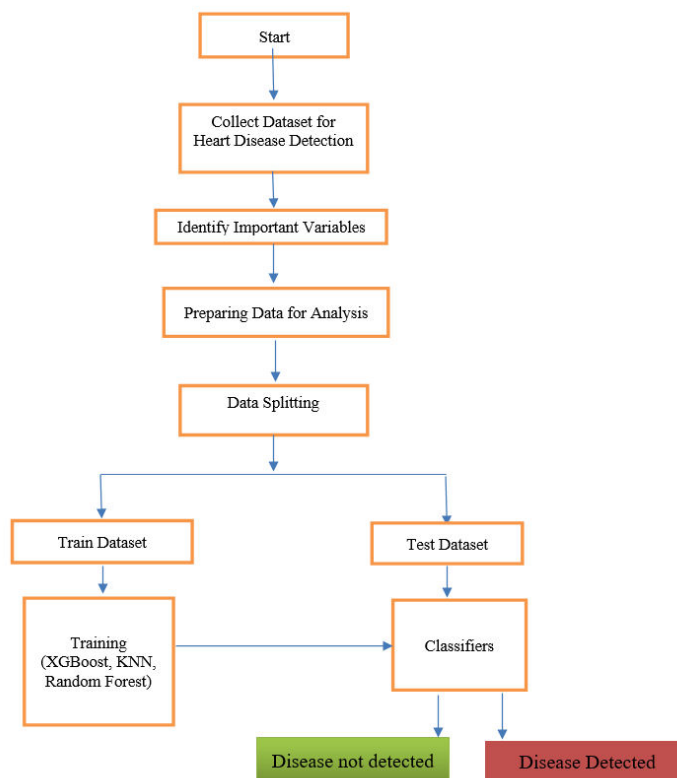 Start
Collect Dataset for
Heart Disease Detection
Identify Important Variables
Preparing Data for Analysis
Data Splitting
Train Dataset
Test Dataset
Training
(XGBoost, KNN,
Random Forest)
Classifiers
Disease not detected
Disease Detected